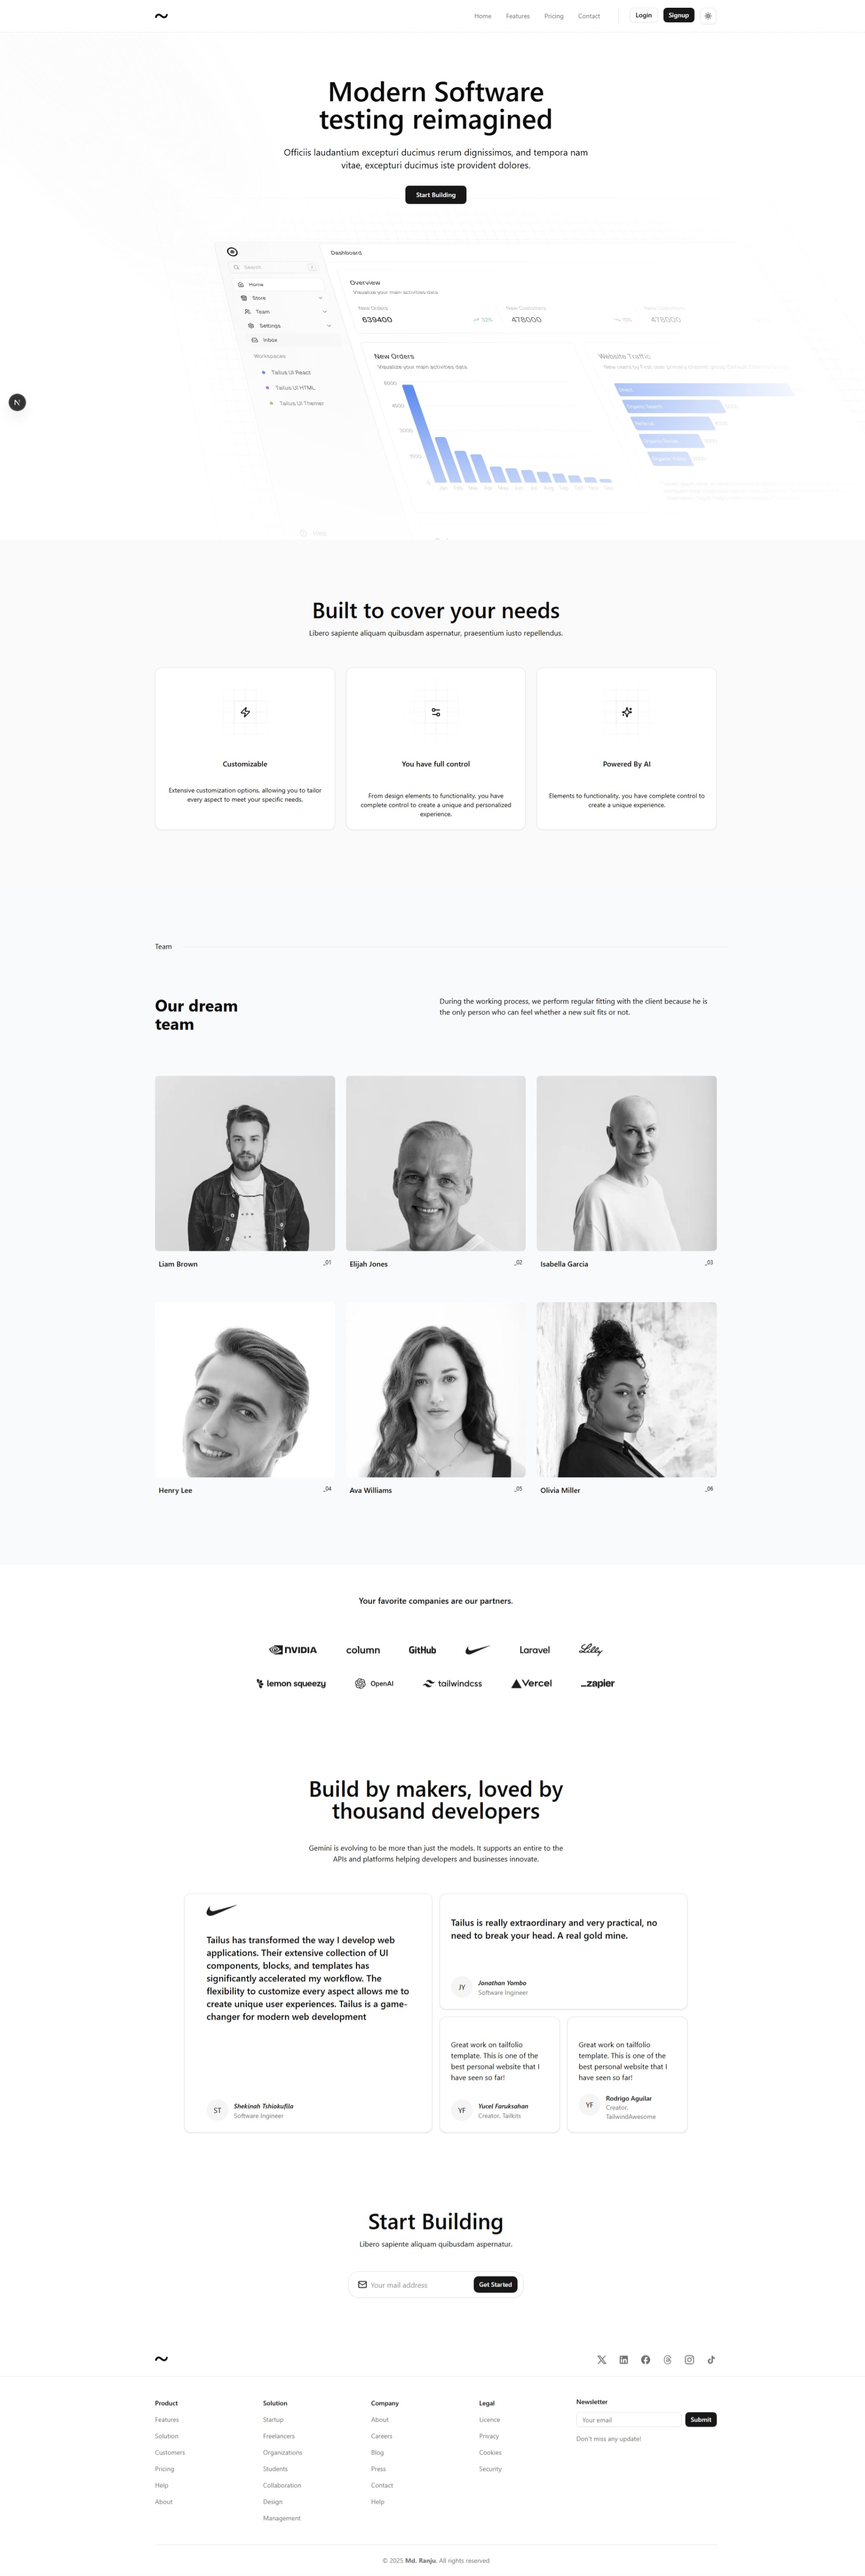 Home
Features
Pricing
Contact
Login
Signup
Modern Software
testing reimagined
Officiis laudantium excepturi ducimus rerum dignissimos, and tempora nam
vitae, excepturi ducimus iste provident dolores.
Start Building
Dashboard
Search
Home
Store
Team
Settings
Inbox
Workspaces
Tailus UI React
Tailus UI HTML
Tailus UI Themer
Overview
Visualize your main activities data
New Orders
639400
New Customers
478000
478000
New Orders
Visualize your main activities data
Website Traffic
N
Built to cover your needs
Libero sapiente aliquam quibusdam aspernatur, praesentium iusto repellendus.
Customizable
Extensive customization options, allowing you to tailor
every aspect to meet your specific needs.
You have full control
From design elements to functionality, you have
complete control to create a unique and personalized
experience.
Powered By AI
Elements to functionality, you have complete control to
create a unique experience.
Team
Our dream
team
During the working process, we perform regular fitting with the client because he is
the only person who can feel whether a new suit fits or not.
Liam Brown
_01
Elijah Jones
_02
Isabella Garcia
_03
Henry Lee
_04
Ava Williams
_05
Olivia Miller
_06
Your favorite companies are our partners.
NVIDIA
column
GitHub
Laravel
Lilly
lemon squeezy
OpenAI
tailwindcss
Vercel
_zapier
Build by makers, loved by
thousand developers
Gemini is evolving to be more than just the models. It supports an entire to the
APIs and platforms helping developers and businesses innovate.
Tailus has transformed the way I develop web
applications. Their extensive collection of UI
components, blocks, and templates has
significantly accelerated my workflow. The
flexibility to customize every aspect allows me to
create unique user experiences. Tailus is a game-
changer for modern web development
ST
Shekinah Tshiokufila
Software Ingineer
Tailus is really extraordinary and very practical, no
need to break your head. A real gold mine.
JY
Jonathan Yombo
Software Ingineer
Great work on tailfolio
template. This is one of the
best personal website that I
have seen so far!
YF
Yucel Faruksahan
Creator, Tailkits
Great work on tailfolio
template. This is one of the
best personal website that I
have seen so far!
YF
Rodrigo Aguilar
Creator,
TailwindAwesome
Start Building
Libero sapiente aliquam quibusdam aspernatur.
Your mail address
Get Started
Product
Features
Solution
Customers
Pricing
Help
About
Solution
Startup
Freelancers
Organizations
Students
Collaboration
Design
Management
Company
About
Careers
Blog
Press
Contact
Help
Legal
Licence
Privacy
Cookies
Security
Newsletter
Your email
Submit
Don't miss any update!
© 2025 Md. Ranju. All rights reserved